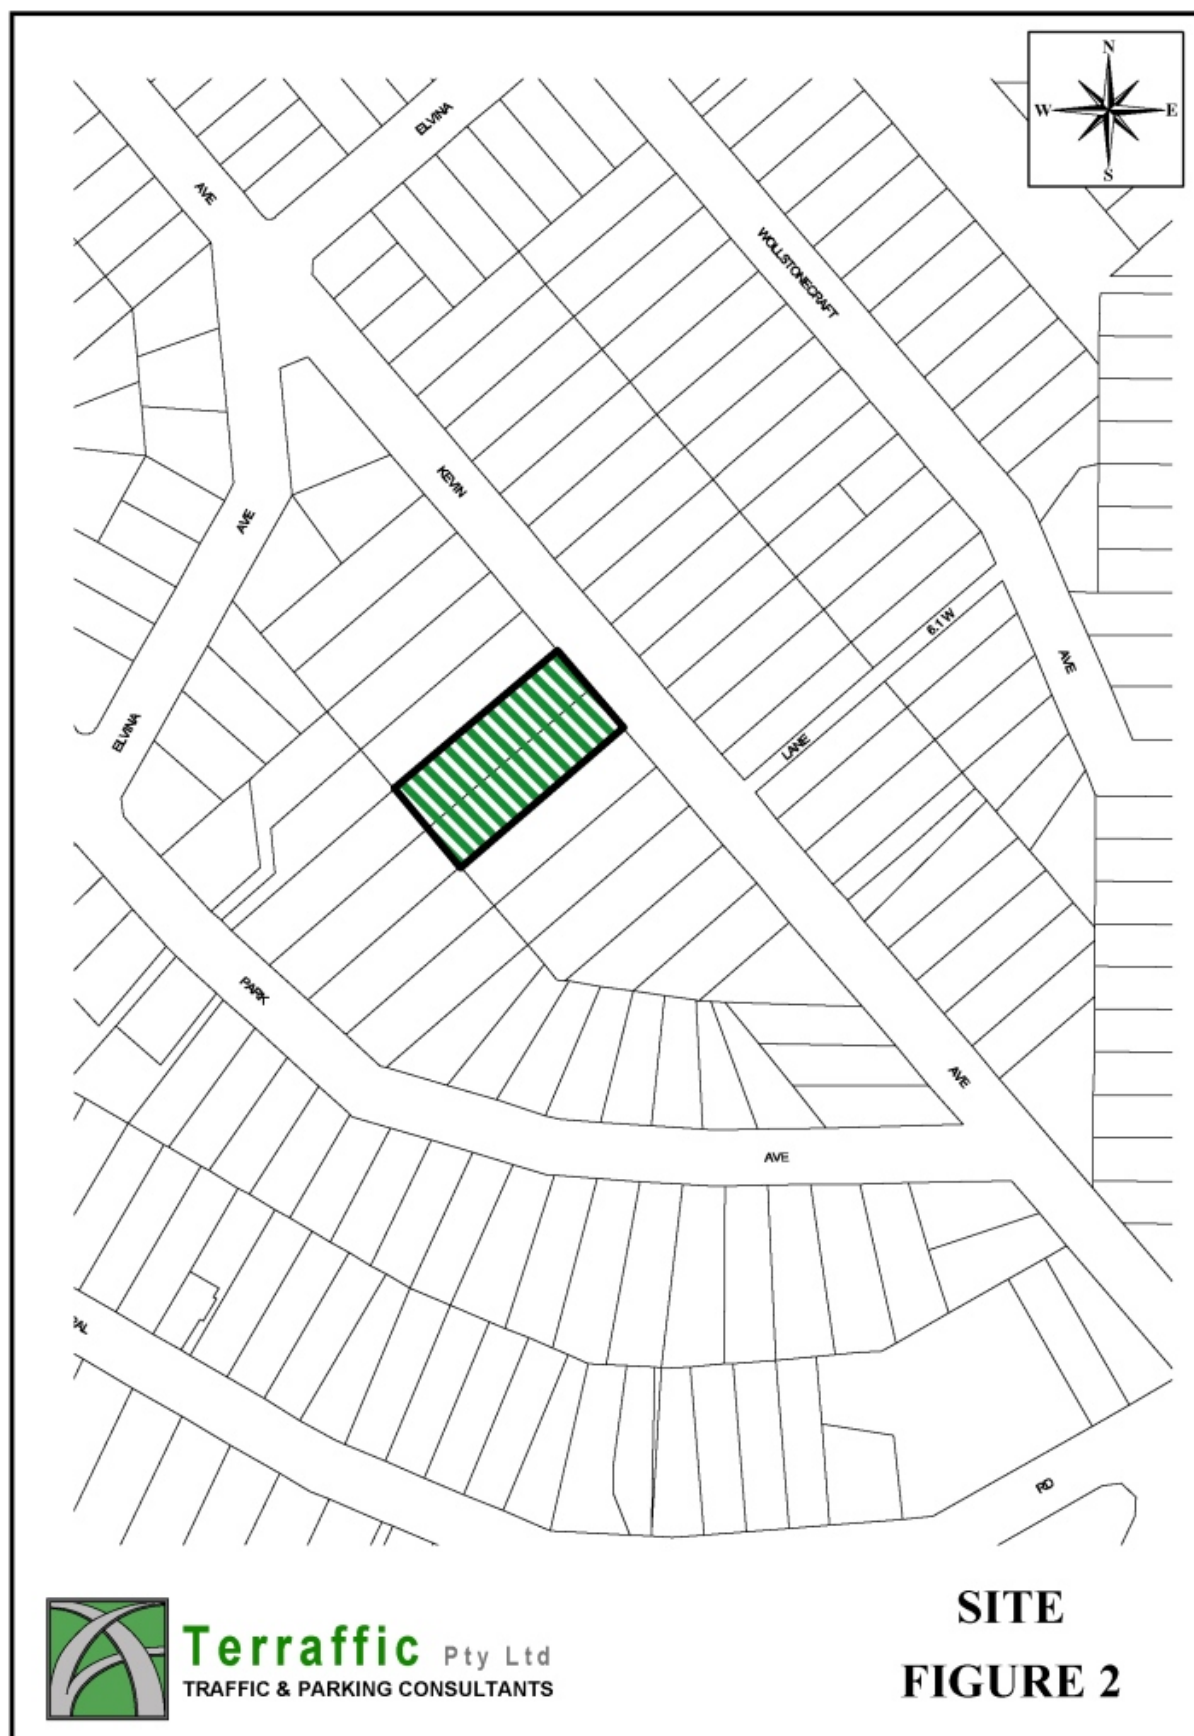 N
W E
S
ELVINA
AVE
WOLLSTONECRAFT
KEVIN
AVE
6.1 W
AVE
ELVINA
LANE
PARK
AVE
AVE
RD
SITE
FIGURE 2
Terraffic Pty Ltd
TRAFFIC & PARKING CONSULTANTS